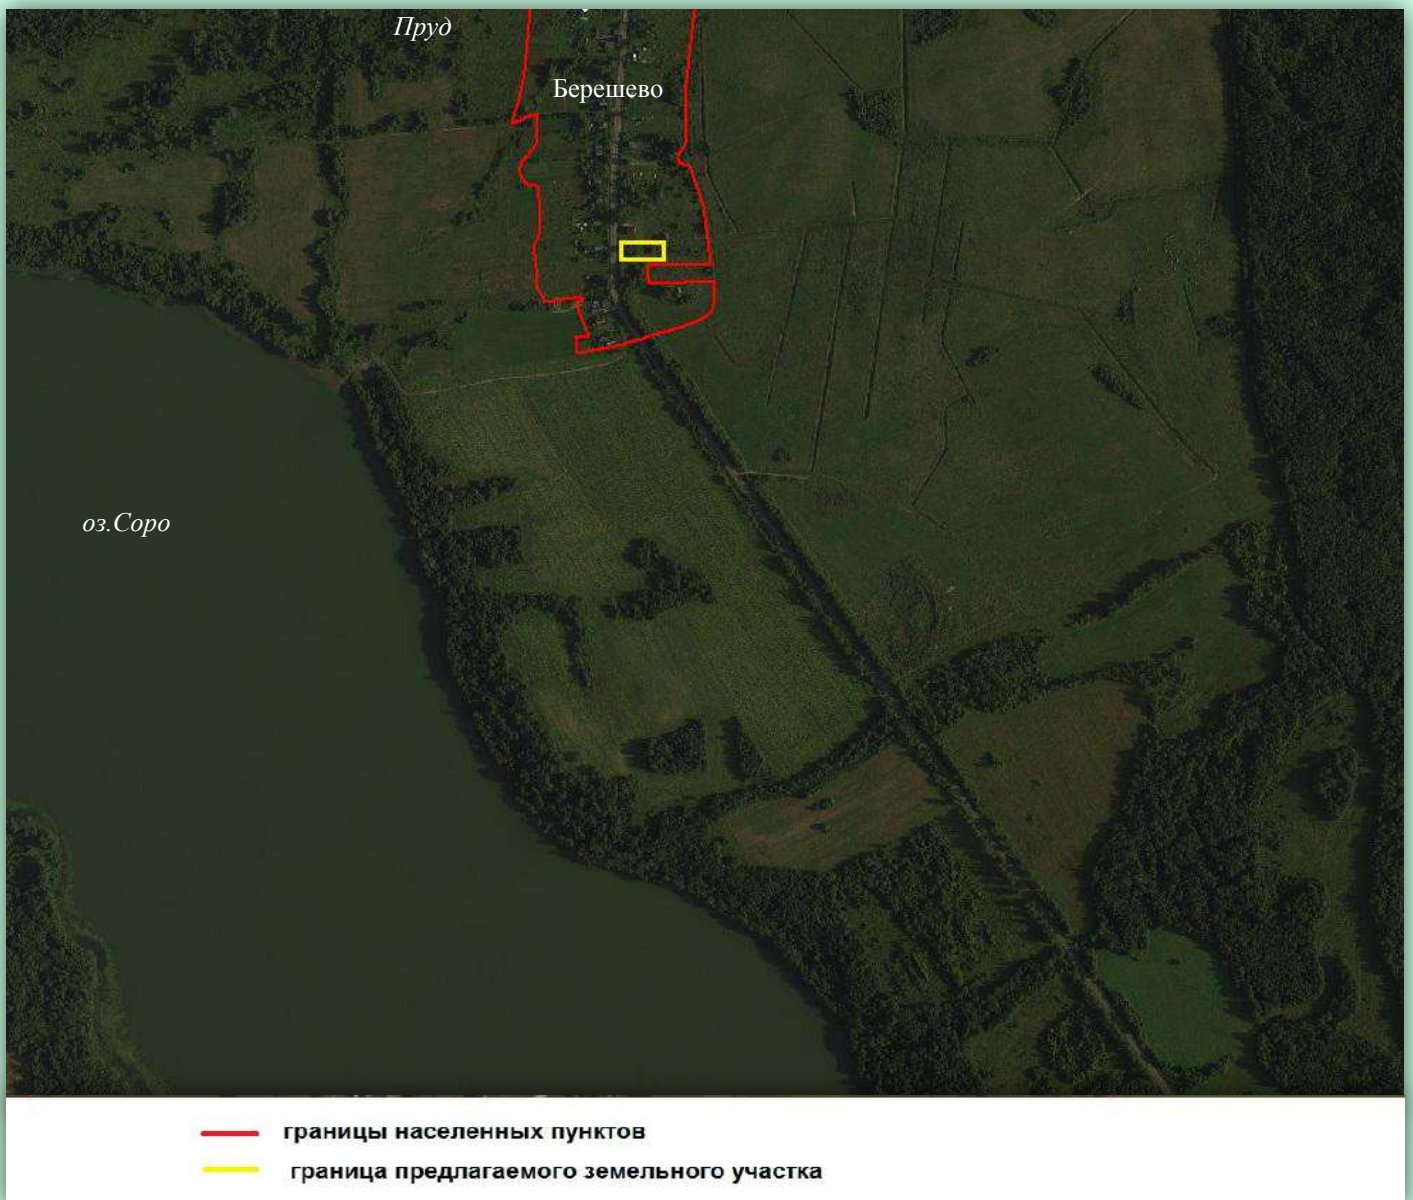 Пруд
Берешево
оз.Соро
границы населенных пунктов
граница предлагаемого земельного участка